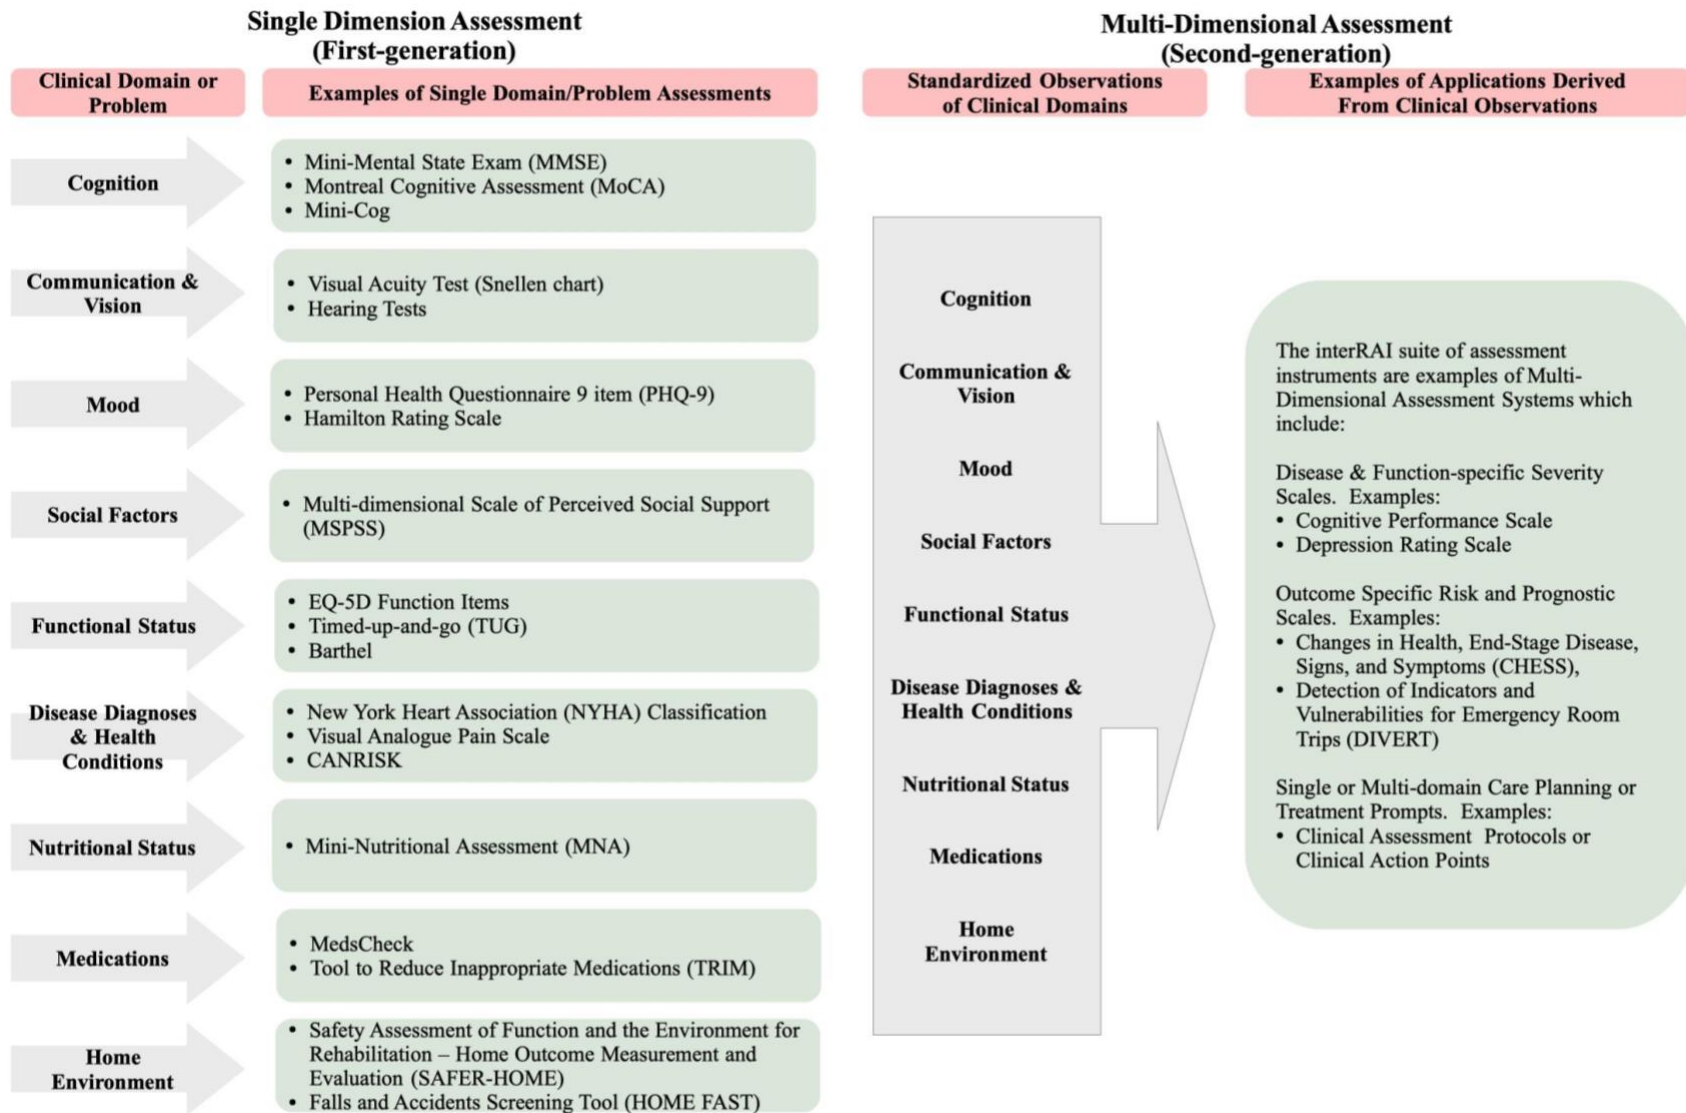 Single Dimension Assessment
(First-generation)
Clinical Domain or
Problem
Examples of Single Domain/Problem Assessments
Cognition
• Mini-Mental State Exam (MMSE)
• Montreal Cognitive Assessment (MoCA)
• Mini-Cog
Communication &
Vision
• Visual Acuity Test (Snellen chart)
• Hearing Tests
Mood
• Personal Health Questionnaire 9 item (PHQ-9)
• Hamilton Rating Scale
Social Factors
• Multi-dimensional Scale of Perceived Social Support
(MSPSS)
Functional Status
• EQ-5D Function Items
• Timed-up-and-go (TUG)
• Barthel
Disease Diagnoses
& Health
Conditions
• New York Heart Association (NYHA) Classification
• Visual Analogue Pain Scale
• CANRISK
Nutritional Status
• Mini-Nutritional Assessment (MNA)
Medications
• MedsCheck
• Tool to Reduce Inappropriate Medications (TRIM)
Home
Environment
• Safety Assessment of Function and the Environment for
Rehabilitation – Home Outcome Measurement and
Evaluation (SAFER-HOME)
• Falls and Accidents Screening Tool (HOME FAST)
Multi-Dimensional Assessment
(Second-generation)
Standardized Observations
of Clinical Domains
Examples of Applications Derived
From Clinical Observations
Cognition
Communication &
Vision
Mood
Social Factors
Functional Status
Disease Diagnoses &
Health Conditions
Nutritional Status
Medications
Home
Environment
The interRAI suite of assessment
instruments are examples of Multi-
Dimensional Assessment Systems which
include:
Disease & Function-specific Severity
Scales. Examples:
• Cognitive Performance Scale
• Depression Rating Scale
Outcome Specific Risk and Prognostic
Scales. Examples:
• Changes in Health, End-Stage Disease,
Signs, and Symptoms (CHESS),
• Detection of Indicators and
Vulnerabilities for Emergency Room
Trips (DIVERT)
Single or Multi-domain Care Planning or
Treatment Prompts. Examples:
• Clinical Assessment Protocols or
Clinical Action Points